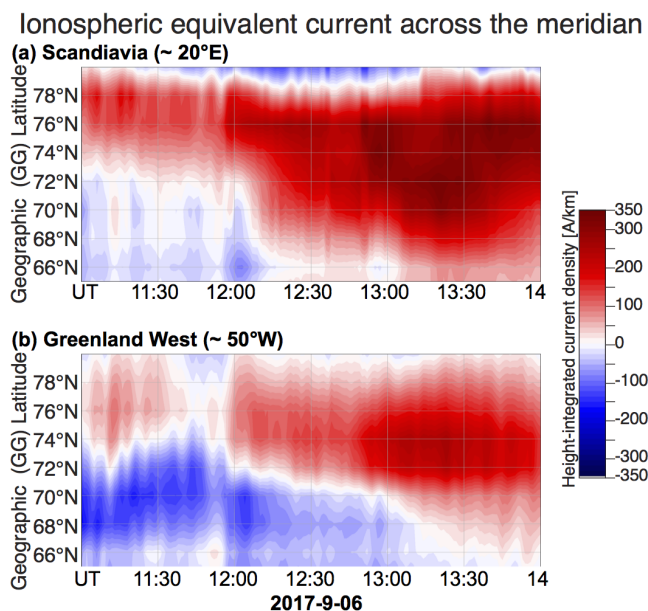 Ionospheric equivalent current across the meridian
(a) Scandiavia (~ 20°E)
78°N
76°N
74°N
72°N
70°N
68°N
66°N
Geographic (GG) Latitude
UT 11:30 12:00 12:30 13:00 13:30 14
(b) Greenland West (~ 50°W)
78°N
76°N
74°N
72°N
70°N
68°N
66°N
Geographic (GG) Latitude
UT 11:30 12:00 12:30 13:00 13:30 14
2017-9-06
Height-integrated current density [A/km]
350
300
200
100
0
-100
-200
-300
-350